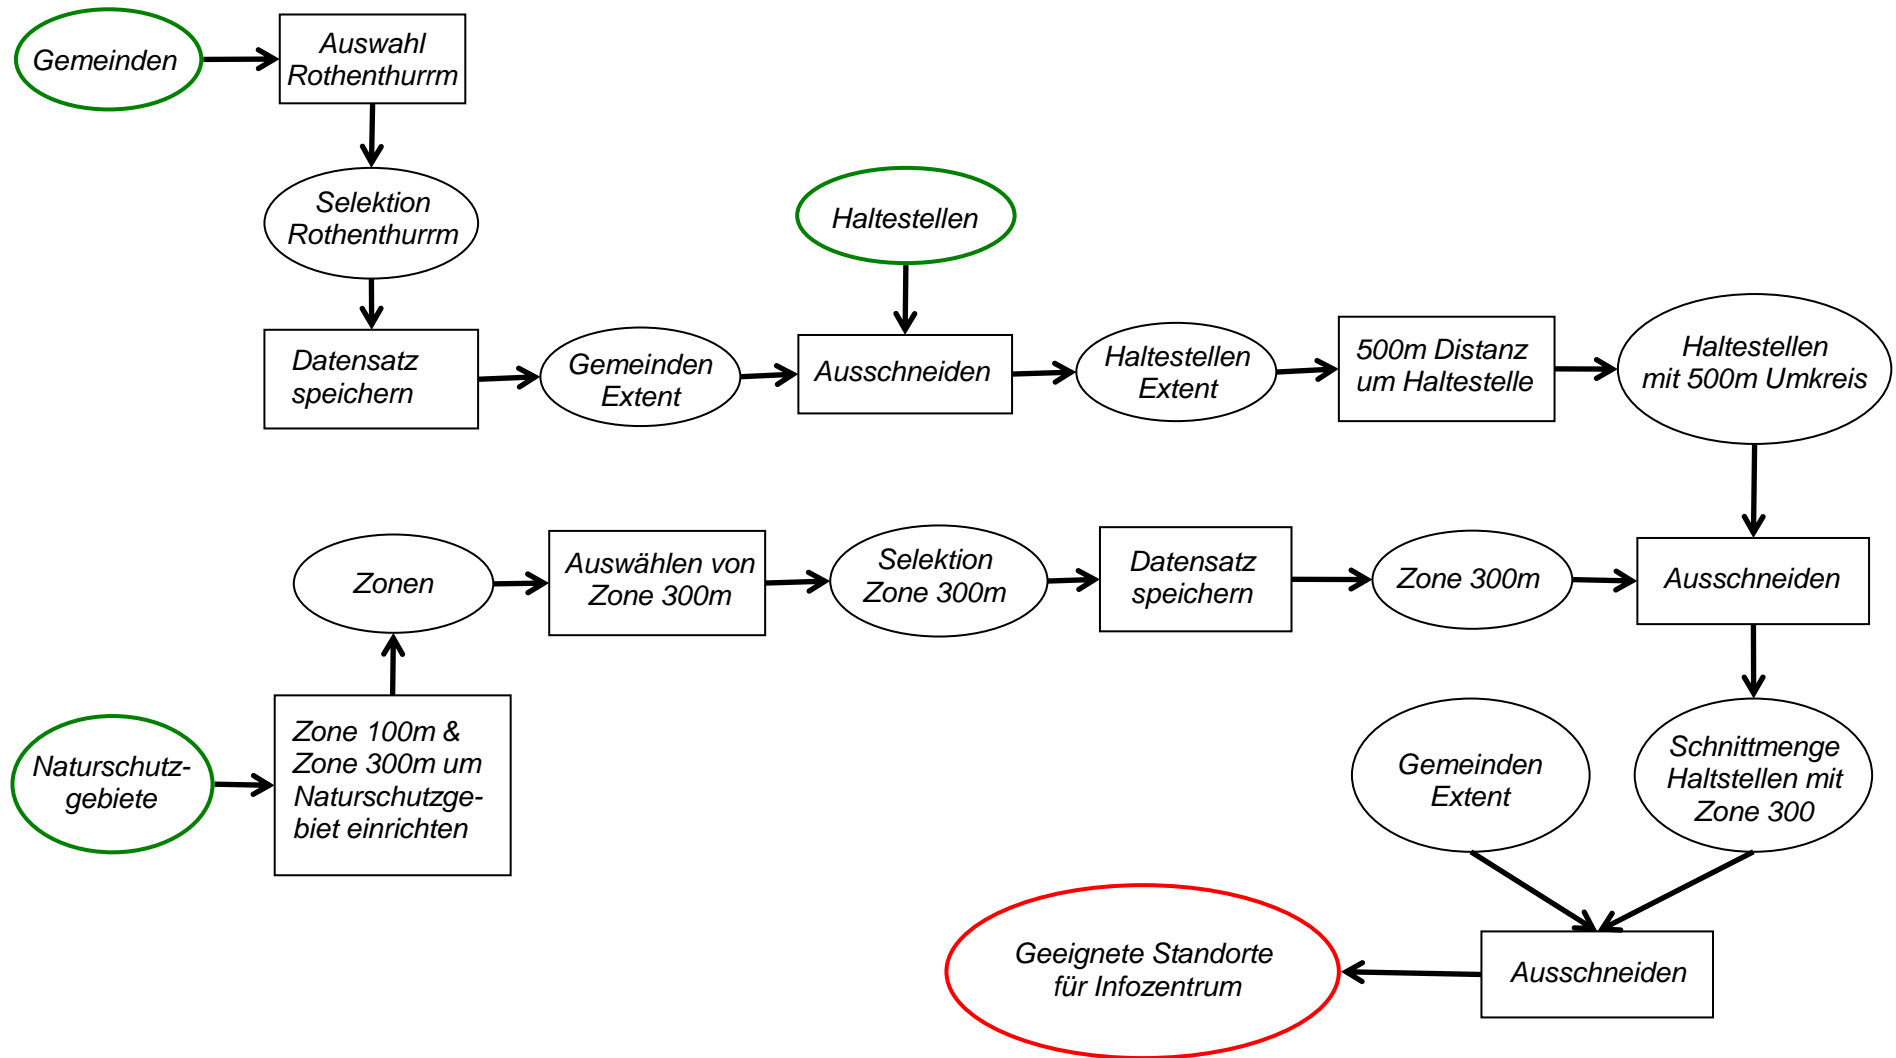 Gemeinden
Auswahl
Rothenthurrm
Selektion
Rothenthurrm
Haltestellen
Datensatz
speichern
Gemeinden
Extent
Ausschneiden
Haltestellen
Extent
500m Distanz
um Haltestelle
Haltestellen
mit 500m Umkreis
Zonen
Auswählen von
Zone 300m
Selektion
Zone 300m
Datensatz
speichern
Zone 300m
Ausschneiden
Naturschutz-
gebiete
Zone 100m &
Zone 300m um
Naturschutzge-
biet einrichten
Gemeinden
Extent
Schnittmenge
Haltstellen mit
Zone 300
Geeignete Standorte
für Infozentrum
Ausschneiden